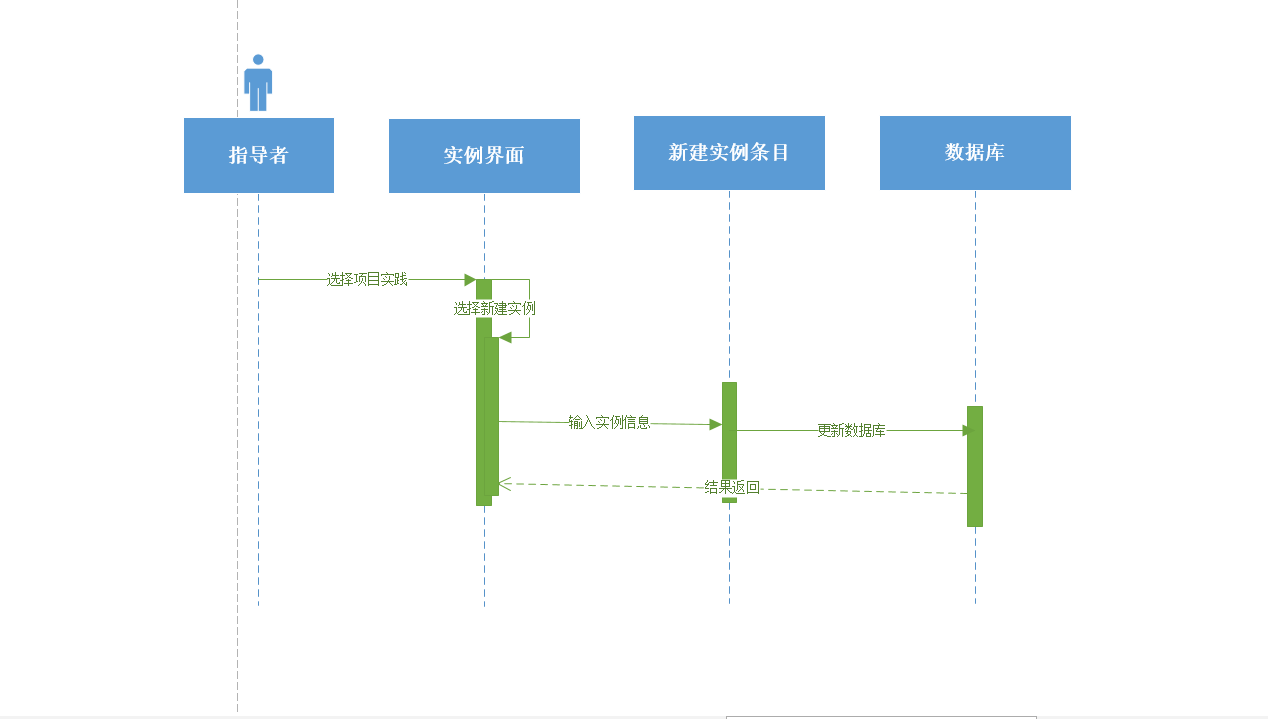 指导者
实例界面
新建实例条目
数据库
选择项目实践
选择新建实例
输入实例信息
更新数据库
结果返回